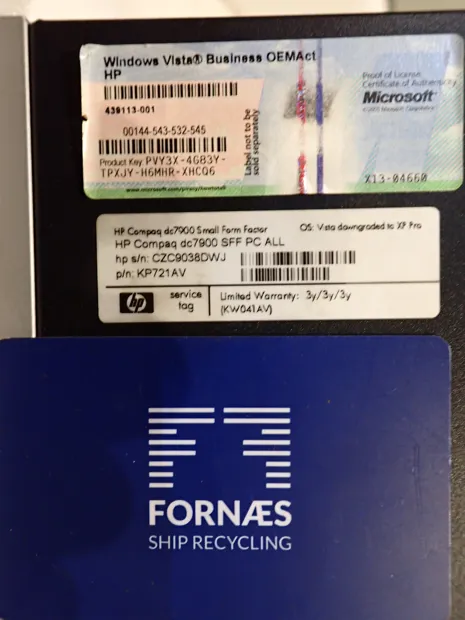 Windows Vista® Business OEMAct
HP
Proof of License
Certificate of Authenticity
Microsoft®
439113-001
00144-543-532-545
Label not to be
sold separately
Product Key: PVY3X-4G83Y-
TPXJY-H6MHR-XHCQ6
X13-04660
HP Compaq dc7900 Small Form Factor
OS: Vista downgraded to XP Pro
HP Compaq dc7900 SFF PC ALL
hp s/n: CZC9038DWJ
p/n: KP721AV
hp
service
tag
Limited Warranty: 3y/3y/3y
(KW041AV)
FORNÆS
SHIP RECYCLING